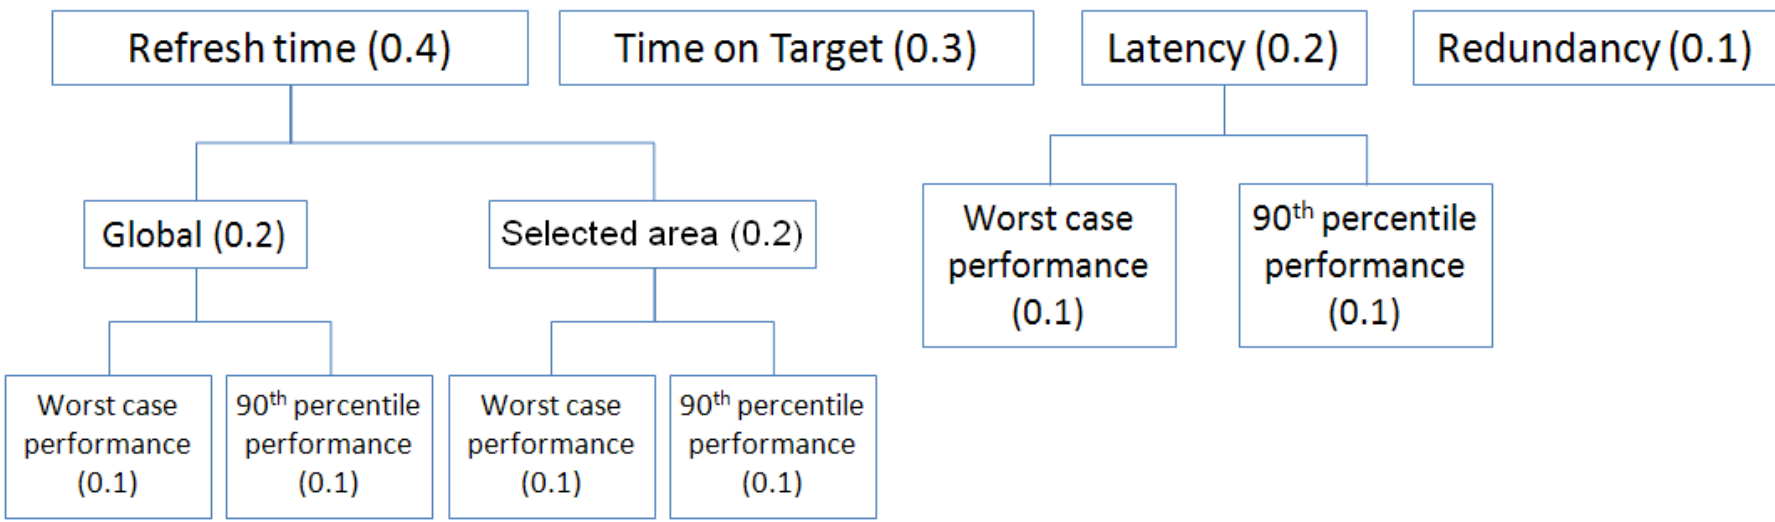 Refresh time (0.4)
Time on Target (0.3)
Latency (0.2)
Redundancy (0.1)
Global (0.2)
Selected area (0.2)
Worst case
performance
(0.1)
90th percentile
performance
(0.1)
Worst case
performance
(0.1)
90th percentile
performance
(0.1)
Worst case
performance
(0.1)
90th percentile
performance
(0.1)